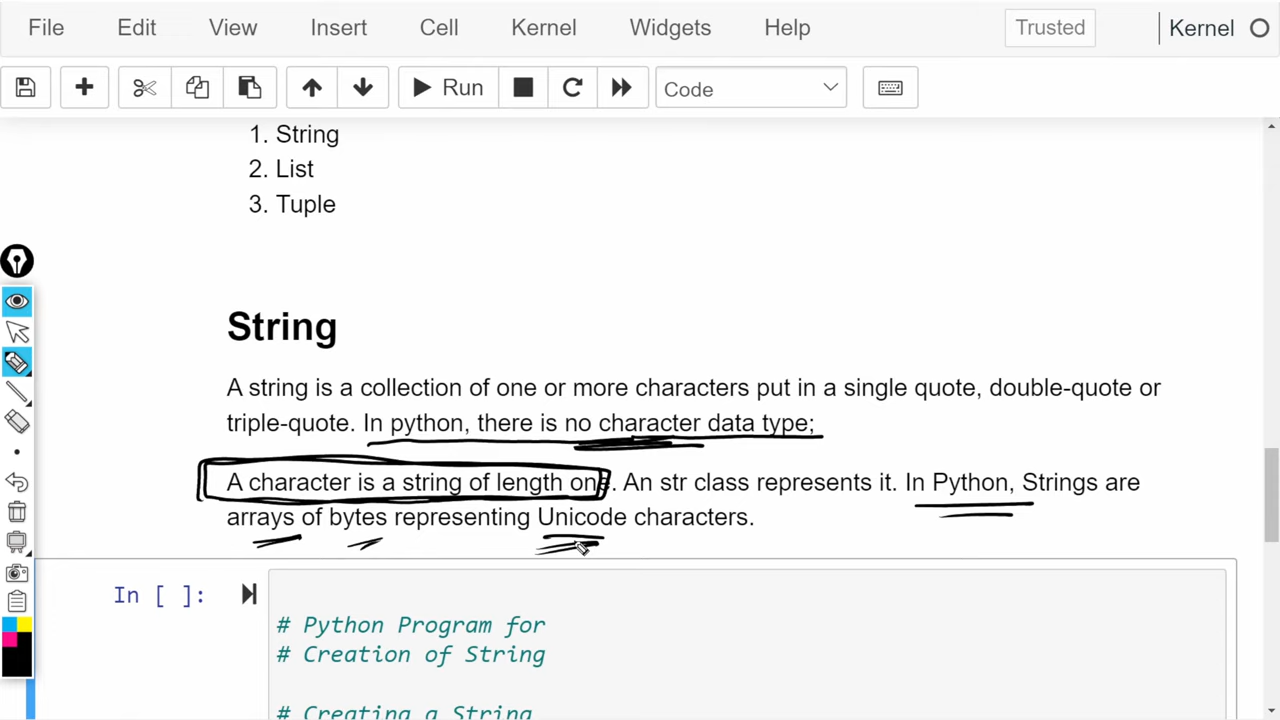 File Edit View Insert Cell Kernel Widgets Help Trusted Kernel
Run Code
1. String
2. List
3. Tuple
String
A string is a collection of one or more characters put in a single quote, double-quote or
triple-quote. In python, there is no character data type;
A character is a string of length one. An str class represents it. In Python, Strings are
arrays of bytes representing Unicode characters.
In [ ]:
# Python Program for
# Creation of String
# Creating a String